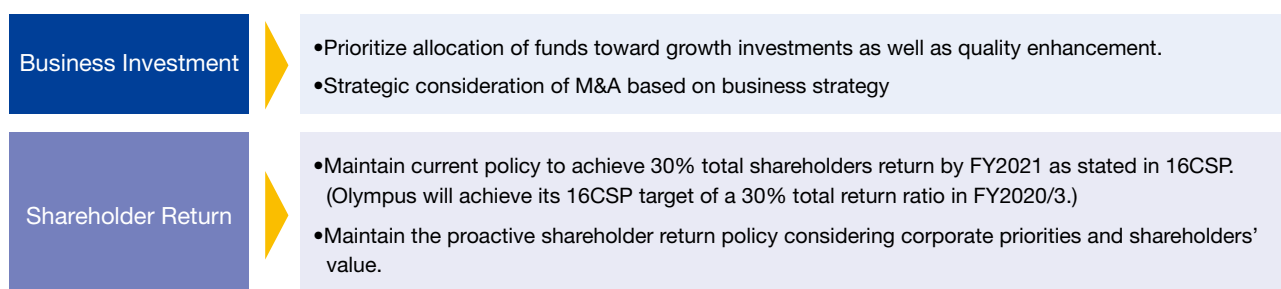 Business Investment
•Prioritize allocation of funds toward growth investments as well as quality enhancement.
•Strategic consideration of M&A based on business strategy
Shareholder Return
•Maintain current policy to achieve 30% total shareholders return by FY2021 as stated in 16CSP.
(Olympus will achieve its 16CSP target of a 30% total return ratio in FY2020/3.)
•Maintain the proactive shareholder return policy considering corporate priorities and shareholders’
value.